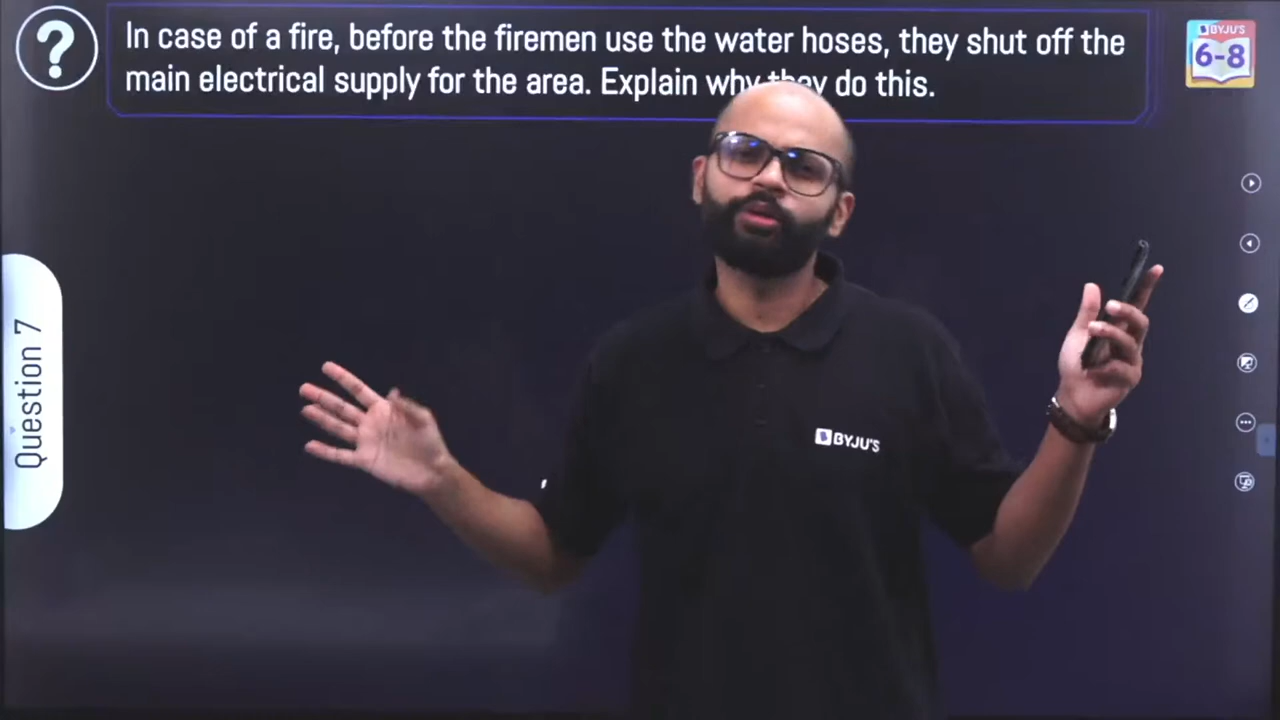 In case of a fire, before the firemen use the water hoses, they shut off the
main electrical supply for the area. Explain why they do this.
BYJU'S
6-8
Question 7
BYJU'S